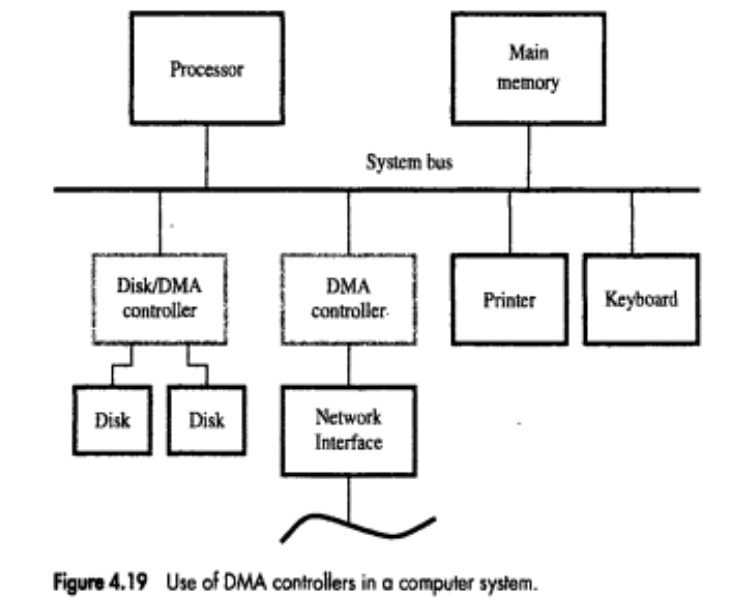 Processor
Main
memory
System bus
Disk/DMA
controller
DMA
controller
Printer
Keyboard
Disk
Disk
Network
Interface
Figure 4.19 Use of DMA controllers in a computer system.